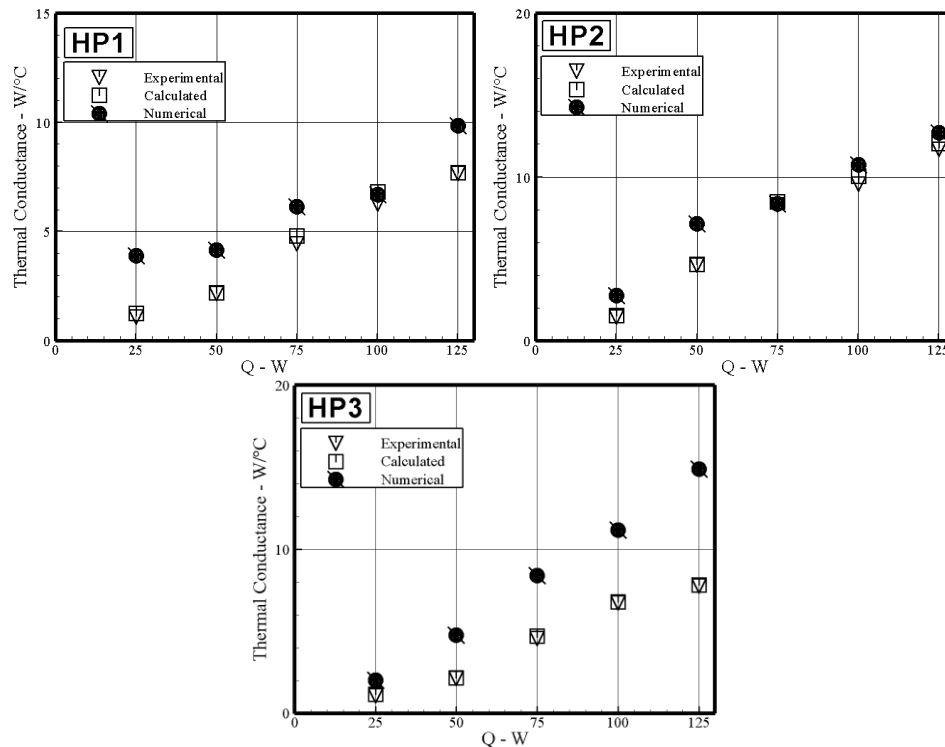 HP1
Experimental
Calculated
Numerical
Thermal Conductance - W/°C
15
10
5
0
0 25 50 75 100 125
Q - W
HP2
Experimental
Calculated
Numerical
Thermal Conductance - W/°C
20
10
0
0 25 50 75 100 125
Q - W
HP3
Experimental
Calculated
Numerical
Thermal Conductance - W/°C
20
10
0
0 25 50 75 100 125
Q - W